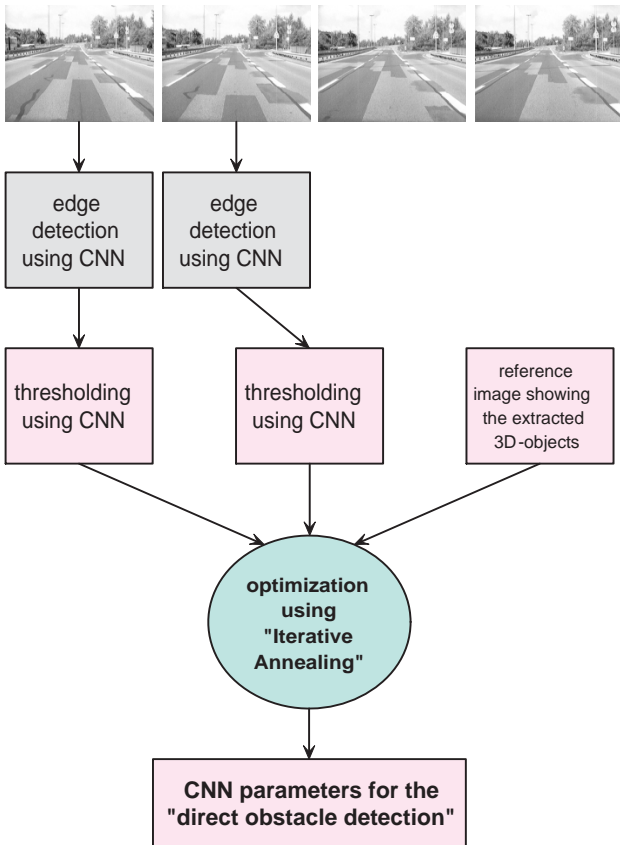 edge
detection
using CNN
edge
detection
using CNN
thresholding
using CNN
thresholding
using CNN
reference
image showing
the extracted
3D-objects
optimization
using
"Iterative
Annealing"
CNN parameters for the
"direct obstacle detection"